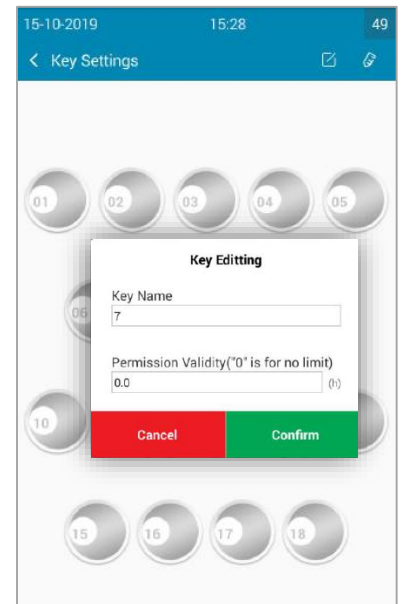 15-10-2019 15:28 49
Key Settings
01 02 03 04 05
Key Editting
Key Name
7
06
Permission Validity("0" is for no limit)
0.0 (h)
10
Cancel Confirm
15 16 17 18